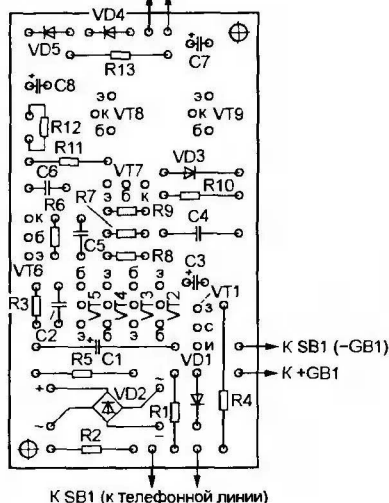 VD4
VD5
R13
C7
C8
э
о к
б
VT8
э
к о
б
VT9
R12
R11
C6
VT7
э б к
VD3
R10
R7
R9
R6
к
б
э
C5
C4
R8
VT6
б э б э
C3
VT1
R3
C2
VT5
VT4
VT3
VT2
э б э б
з
с
и
C1
К SB1 (–GB1)
R5
VD1
К +GB1
+
VD2
~
R1
R4
~
R2
–
К SB1 (к телефонной линии)